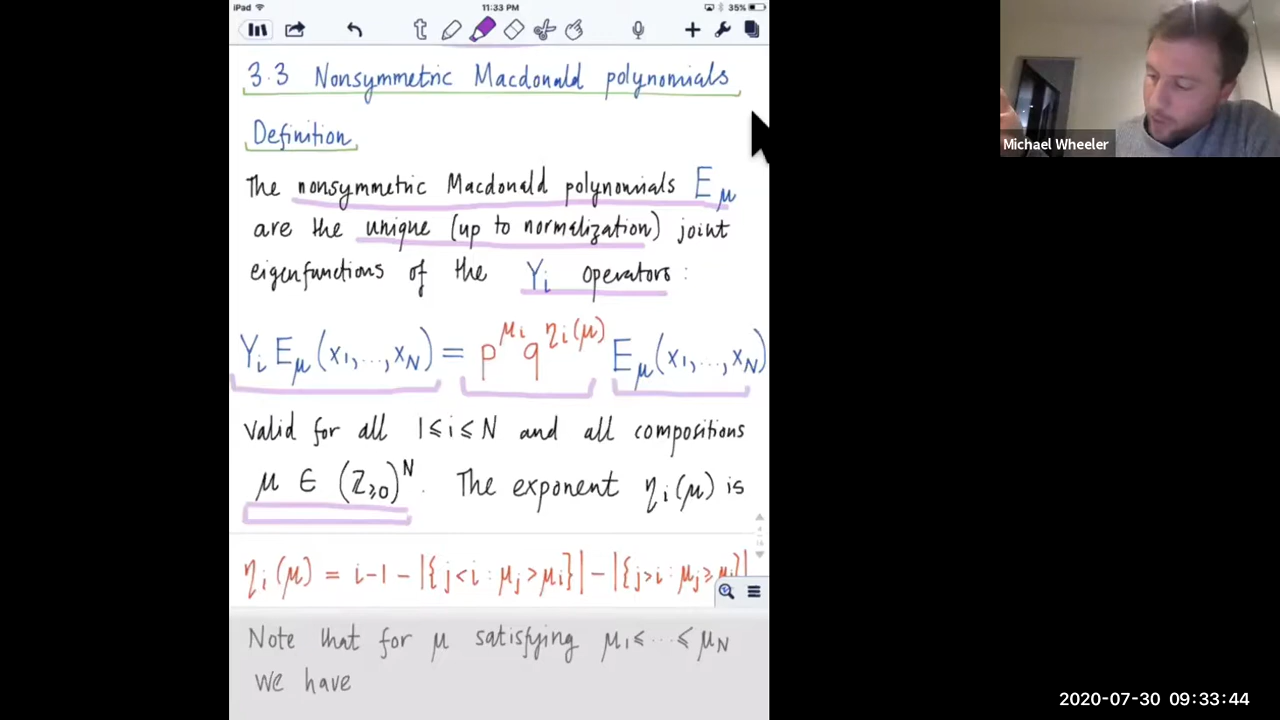 iPad
11:33 PM
35%
3.3 Nonsymmetric Macdonald polynomials
Definition
The nonsymmetric Macdonald polynomials E_μ
are the unique (up to normalization) joint
eigenfunctions of the Y_i operators :
Y_i E_μ(x_1,...,x_N) = p^{μ_i} q^{η_i(μ)} E_μ(x_1,...,x_N)
valid for all 1⩽i⩽N and all compositions
μ ∈ (ℤ_{⩾0})^N. The exponent η_i(μ) is
η_i(μ) = i-1-|{j<i : μ_j>μ_i}|-|{j>i : μ_j⩾μ_i}|
Note that for μ satisfying μ_1⩽...⩽μ_N
we have
Michael Wheeler
2020-07-30 09:33:44